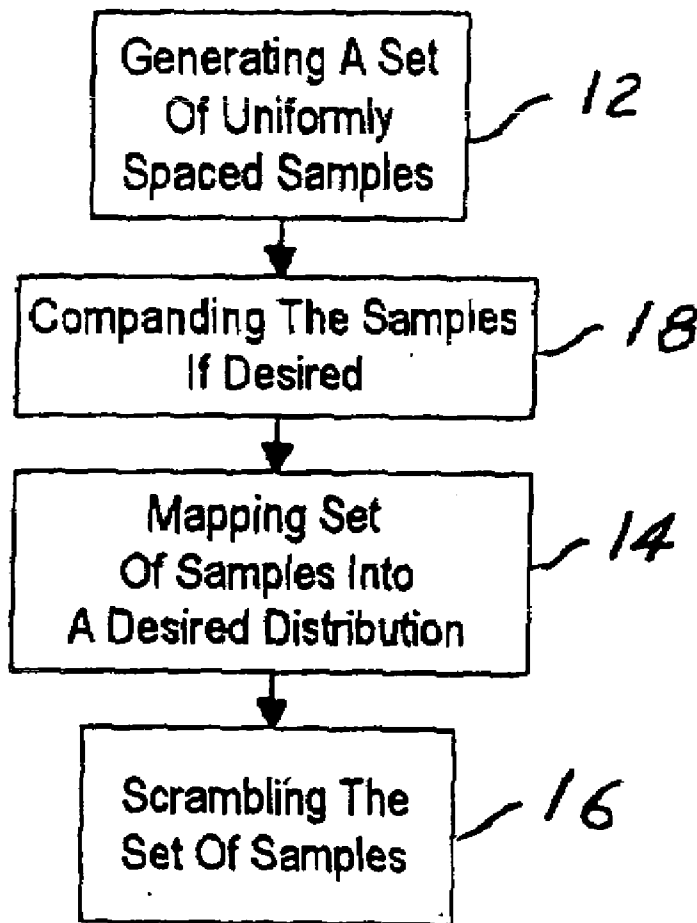 Generating A Set
Of Uniformly
Spaced Samples
12
Companding The Samples
If Desired
18
Mapping Set
Of Samples Into
A Desired Distribution
14
Scrambling The
Set Of Samples
16